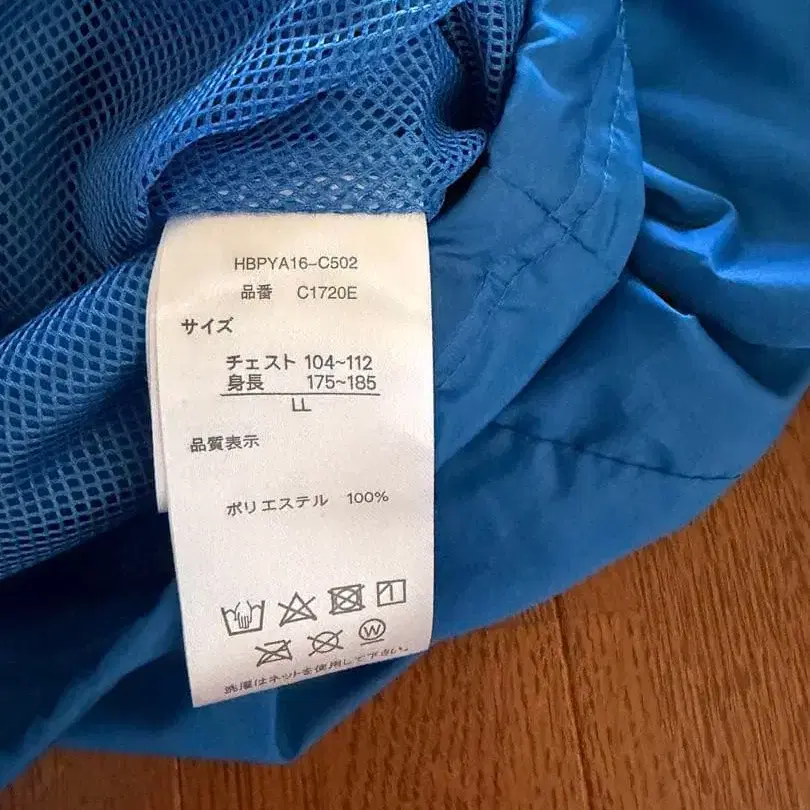 HBPYA16-C502
品番 C1720E
サイズ
チェスト 104~112
身長 175~185
LL
品質表示
ポリエステル 100%
W
洗濯はネットを使用して下さい。